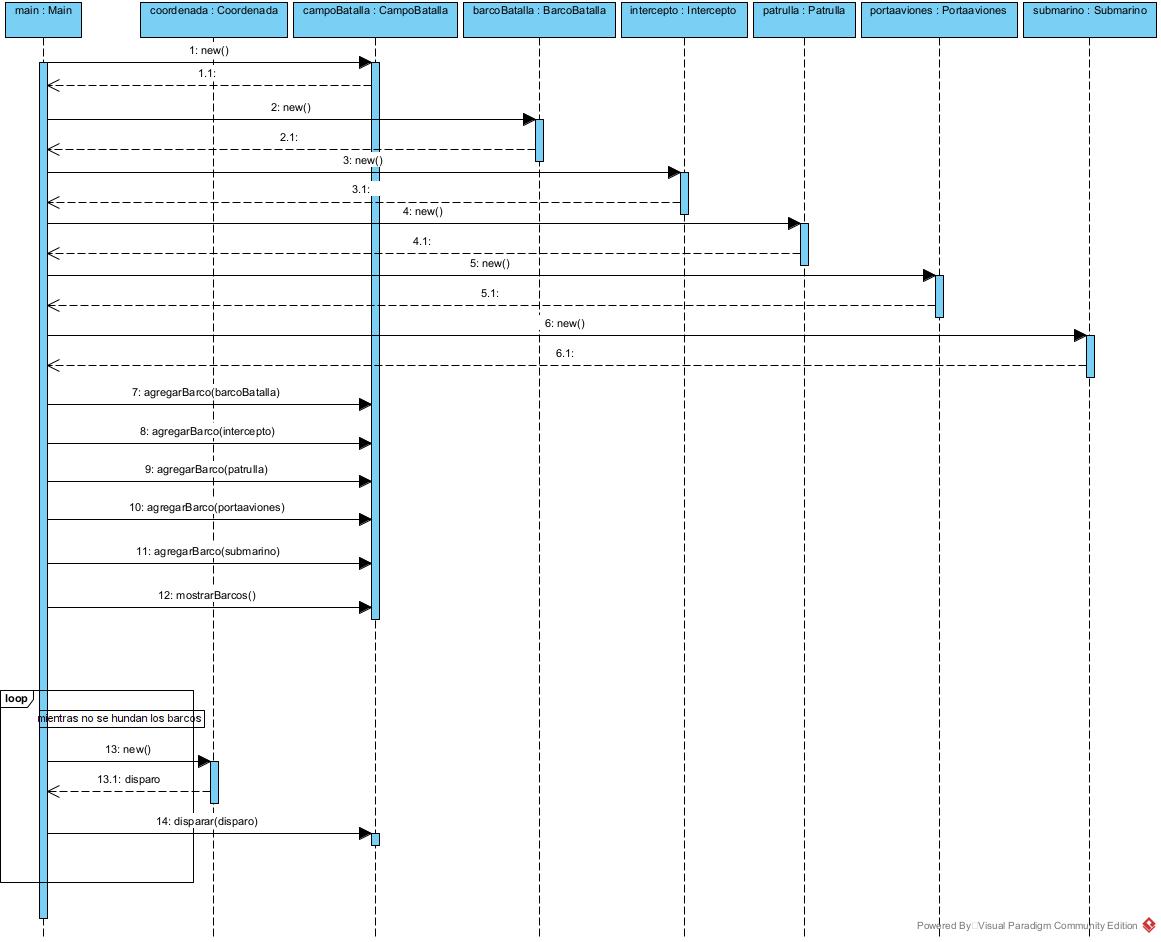 main : Main
coordenada : Coordenada
campoBatalla : CampoBatalla
barcoBatalla : BarcoBatalla
intercepto : Intercepto
patrulla : Patrulla
portaaviones : Portaaviones
submarino : Submarino
1: new()
1.1:
2: new()
2.1:
3: new()
3.1:
4: new()
4.1:
5: new()
5.1:
6: new()
6.1:
7: agregarBarco(barcoBatalla)
8: agregarBarco(intercepto)
9: agregarBarco(patrulla)
10: agregarBarco(portaaviones)
11: agregarBarco(submarino)
12: mostrarBarcos()
loop
mientras no se hundan los barcos
13: new()
13.1: disparo
14: disparar(disparo)
Powered By Visual Paradigm Community Edition